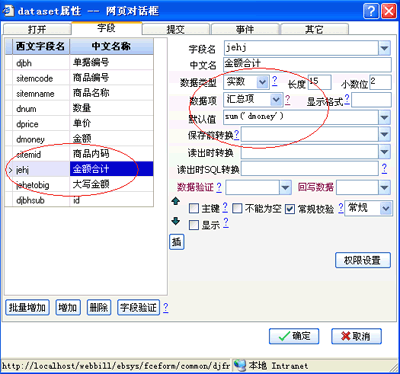 dataset属性 -- 网页对话框
打开 字段 提交 事件 其它
西文字段名 中文名称
djbh 单据编号
sitemcode 商品编号
sitemname 商品名称
dnum 数量
dprice 单价
dmoney 金额
sitemid 商品内码
jehj 金额合计
jehetobig 大写金额
djbhsub id
字段名 jehj
中文名 金额合计
数据类型 实数 ? 长度 15 小数位 2
数据项 汇总项 ? 显示格式 ?
默认值 sum('dmoney')
保存前转换 ?
读出时转换
读出时SQL转换 ?
数据验证 ? 回写数据 ?
主键 ? 不能为空 常规校验 ? 常规
显示 ?
插
权限设置
批量增加 增加 删除 字段验证 ?
确定 取消
http://localhost/webbill/ebsys/fceform/common/djfr 本地 Intranet